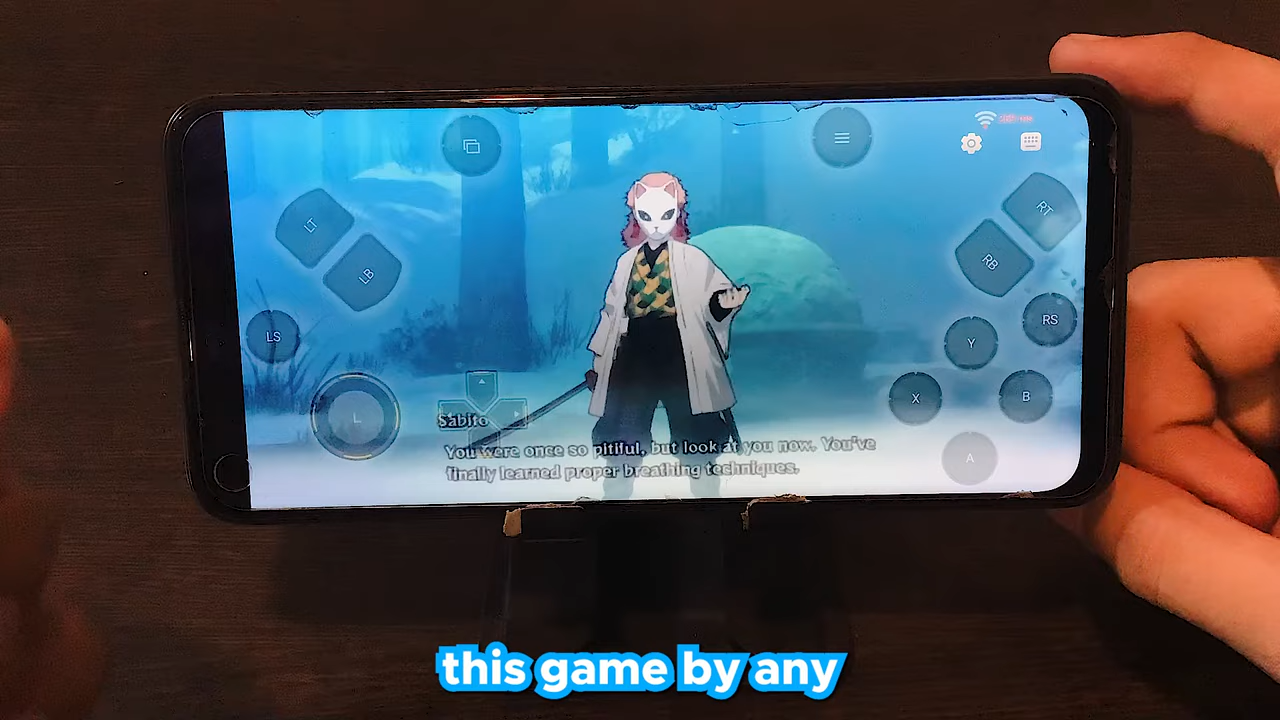 LT
LB
LS
L
RT
RB
RS
Y
X
B
A
Sabito
You were once so pitiful, but look at you now. You've
finally learned proper breathing techniques.
this game by any